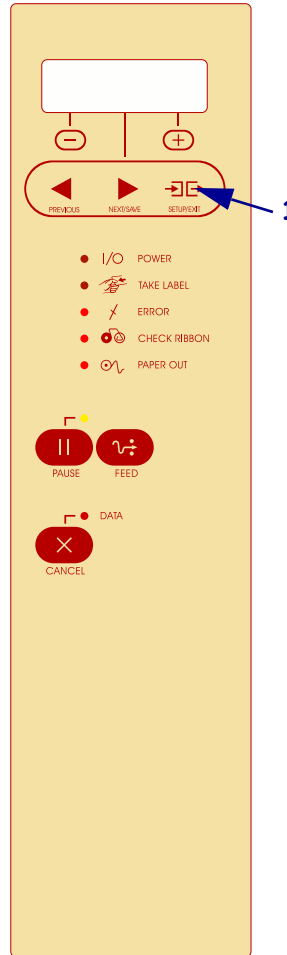 PREVIOUS NEXT/SAVE SETUP/EXIT
1
I/O POWER
TAKE LABEL
ERROR
CHECK RIBBON
PAPER OUT
PAUSE FEED
DATA
CANCEL